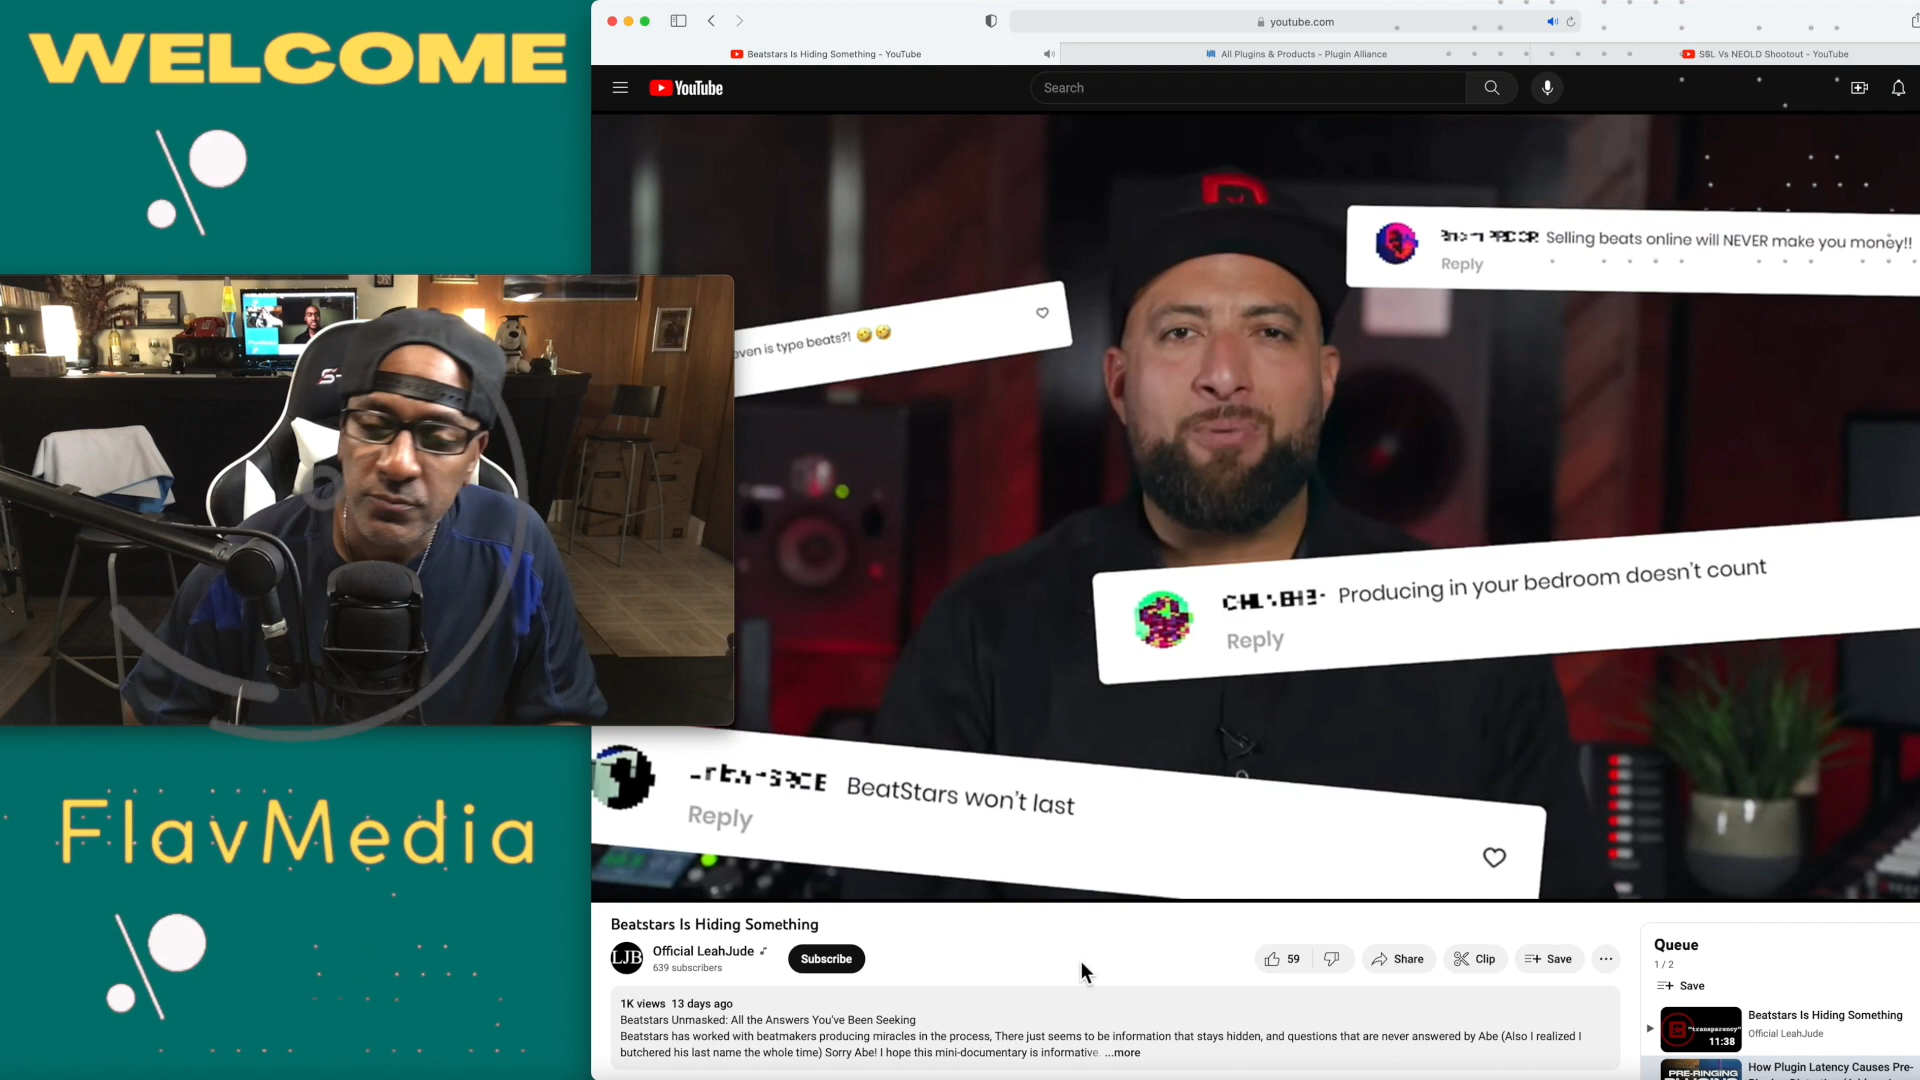 WELCOME
FlavMedia
youtube.com
Beatstars Is Hiding Something - YouTube
All Plugins & Products - Plugin Alliance
SSL Vs NEOLD Shootout - YouTube
YouTube
Search
Selling beats online will NEVER make you money!!
Reply
even is type beats?! 🤣🤣
Producing in your bedroom doesn't count
Reply
BeatStars won't last
Reply
Beatstars Is Hiding Something
LJB
Official LeahJude
639 subscribers
Subscribe
59
Share
Clip
Save
1K views 13 days ago
Beatstars Unmasked: All the Answers You've Been Seeking
Beatstars has worked with beatmakers producing miracles in the process, There just seems to be information that stays hidden, and questions that are never answered by Abe (Also I realized I
butchered his last name the whole time) Sorry Abe! I hope this mini-documentary is informative. ...more
Queue
1 / 2
Save
"transparency"
11:38
Beatstars Is Hiding Something
Official LeahJude
PRE-RINGING
How Plugin Latency Causes Pre-